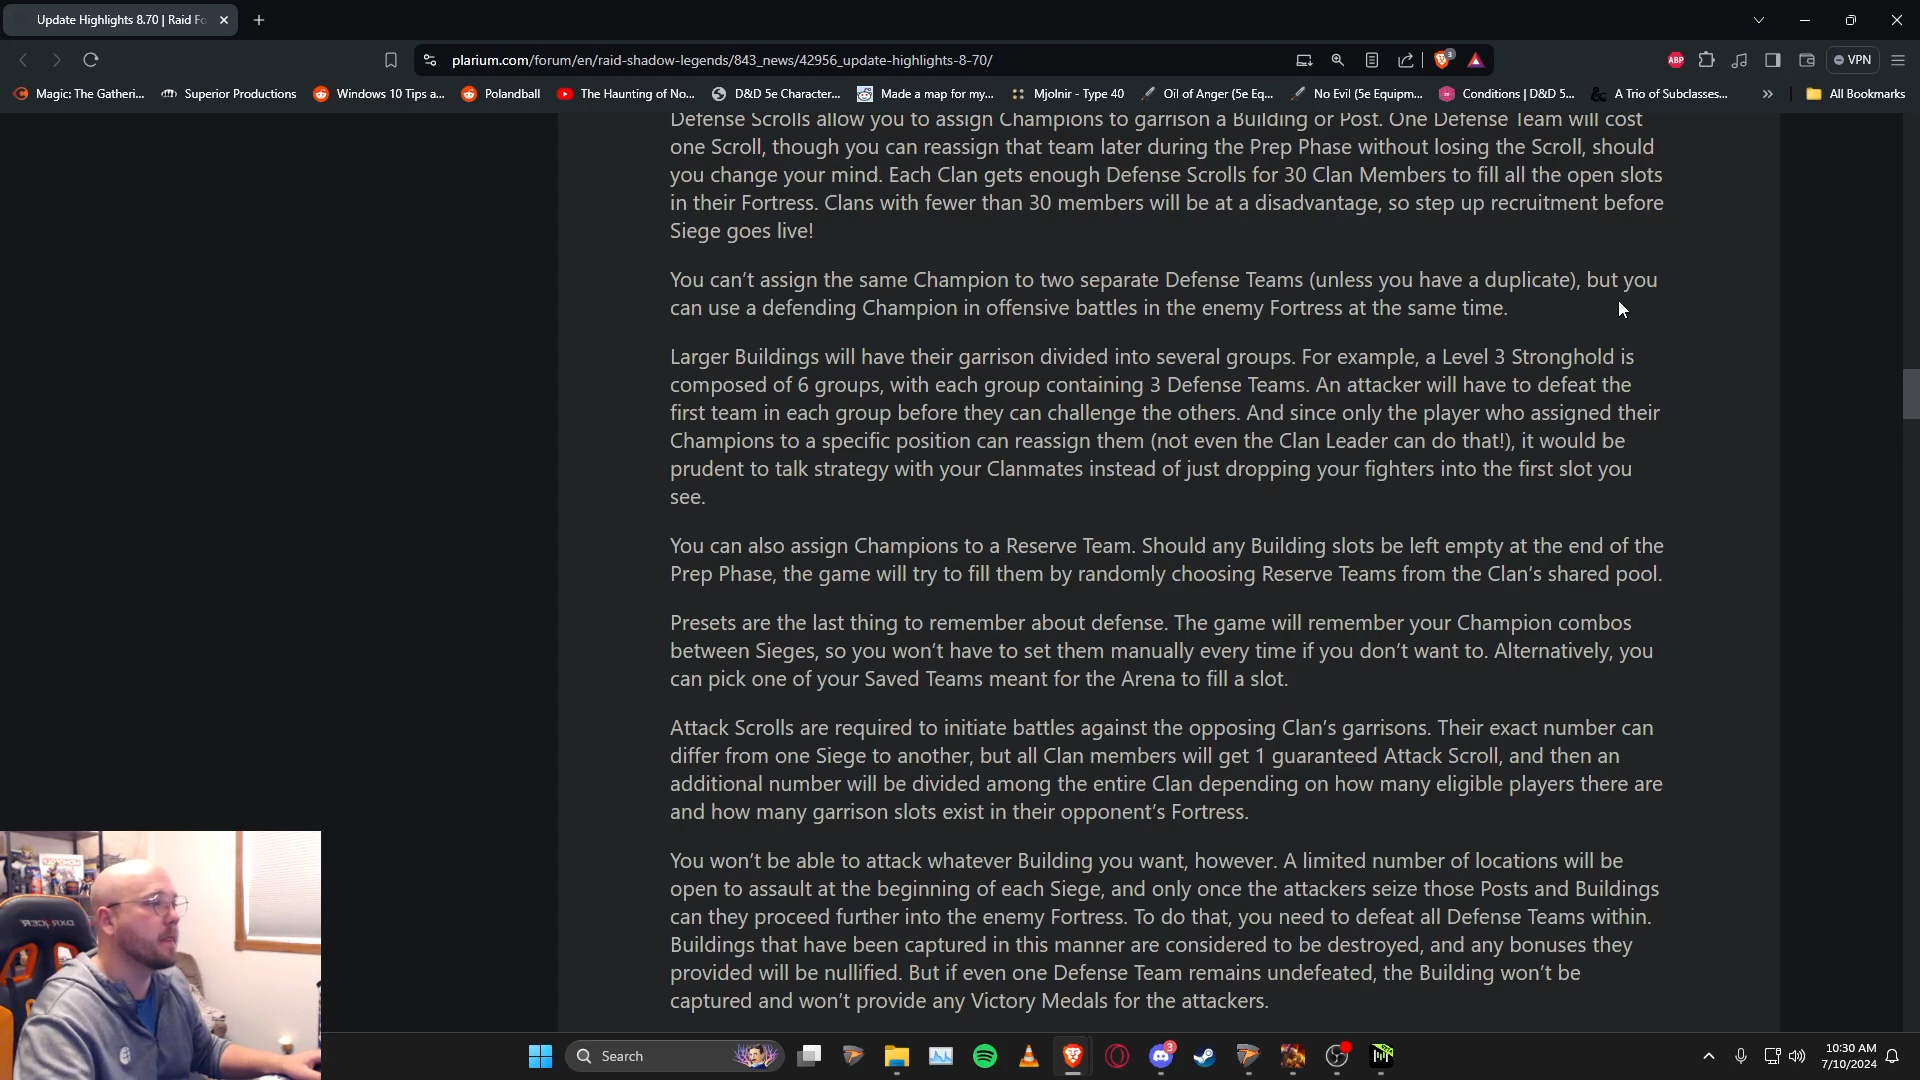 Update Highlights 8.70 | Raid Fo
plarium.com/forum/en/raid-shadow-legends/843_news/42956_update-highlights-8-70/
3
ABP
VPN
Magic: The Gatheri...
Superior Productions
Windows 10 Tips a...
Polandball
The Haunting of No...
D&D 5e Character...
Made a map for my...
Mjolnir - Type 40
Oil of Anger (5e Eq...
No Evil (5e Equipm...
Conditions | D&D 5...
A Trio of Subclasses...
All Bookmarks
Defense Scrolls allow you to assign Champions to garrison a Building or Post. One Defense Team will cost
one Scroll, though you can reassign that team later during the Prep Phase without losing the Scroll, should
you change your mind. Each Clan gets enough Defense Scrolls for 30 Clan Members to fill all the open slots
in their Fortress. Clans with fewer than 30 members will be at a disadvantage, so step up recruitment before
Siege goes live!
You can't assign the same Champion to two separate Defense Teams (unless you have a duplicate), but you
can use a defending Champion in offensive battles in the enemy Fortress at the same time.
Larger Buildings will have their garrison divided into several groups. For example, a Level 3 Stronghold is
composed of 6 groups, with each group containing 3 Defense Teams. An attacker will have to defeat the
first team in each group before they can challenge the others. And since only the player who assigned their
Champions to a specific position can reassign them (not even the Clan Leader can do that!), it would be
prudent to talk strategy with your Clanmates instead of just dropping your fighters into the first slot you
see.
You can also assign Champions to a Reserve Team. Should any Building slots be left empty at the end of the
Prep Phase, the game will try to fill them by randomly choosing Reserve Teams from the Clan's shared pool.
Presets are the last thing to remember about defense. The game will remember your Champion combos
between Sieges, so you won't have to set them manually every time if you don't want to. Alternatively, you
can pick one of your Saved Teams meant for the Arena to fill a slot.
Attack Scrolls are required to initiate battles against the opposing Clan's garrisons. Their exact number can
differ from one Siege to another, but all Clan members will get 1 guaranteed Attack Scroll, and then an
additional number will be divided among the entire Clan depending on how many eligible players there are
and how many garrison slots exist in their opponent's Fortress.
You won't be able to attack whatever Building you want, however. A limited number of locations will be
open to assault at the beginning of each Siege, and only once the attackers seize those Posts and Buildings
can they proceed further into the enemy Fortress. To do that, you need to defeat all Defense Teams within.
Buildings that have been captured in this manner are considered to be destroyed, and any bonuses they
provided will be nullified. But if even one Defense Team remains undefeated, the Building won't be
captured and won't provide any Victory Medals for the attackers.
Search
3
10:30 AM
7/10/2024